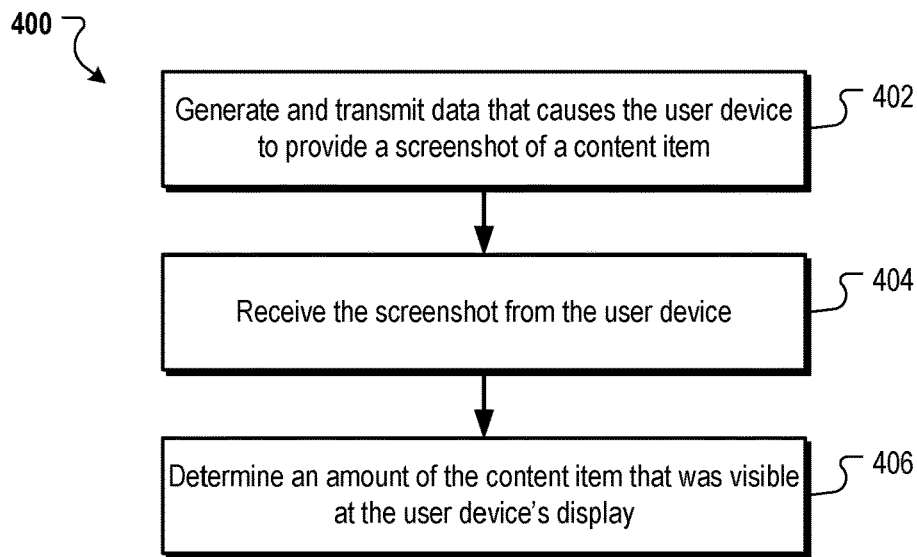 400
402
Generate and transmit data that causes the user device
to provide a screenshot of a content item
404
Receive the screenshot from the user device
406
Determine an amount of the content item that was visible
at the user device's display